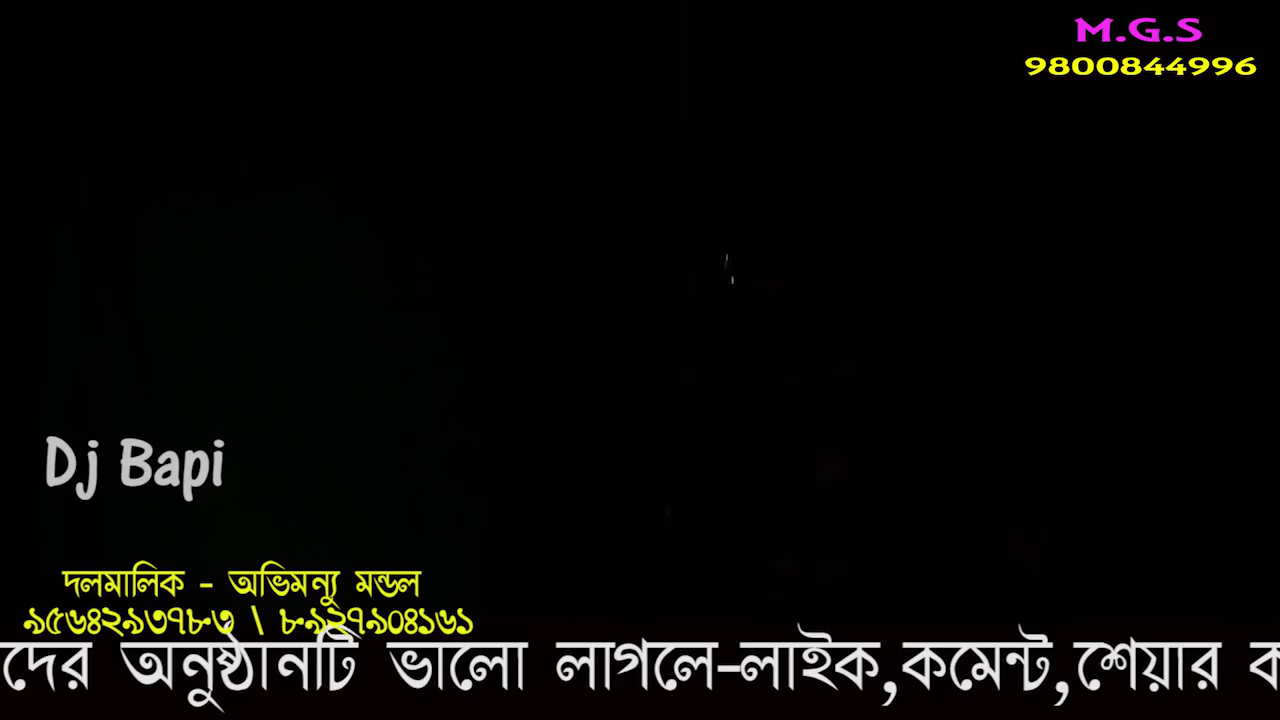 M.G.S
9800844996
Dj Bapi
দলমালিক - অভিমন্যু মন্ডল
৯৫৬৪২৯৩৭৮৩ \ ৮৯২৭৯০৪১৬১
দের অনুষ্ঠানটি ভালো লাগলে-লাইক,কমেন্ট,শেয়ার ক